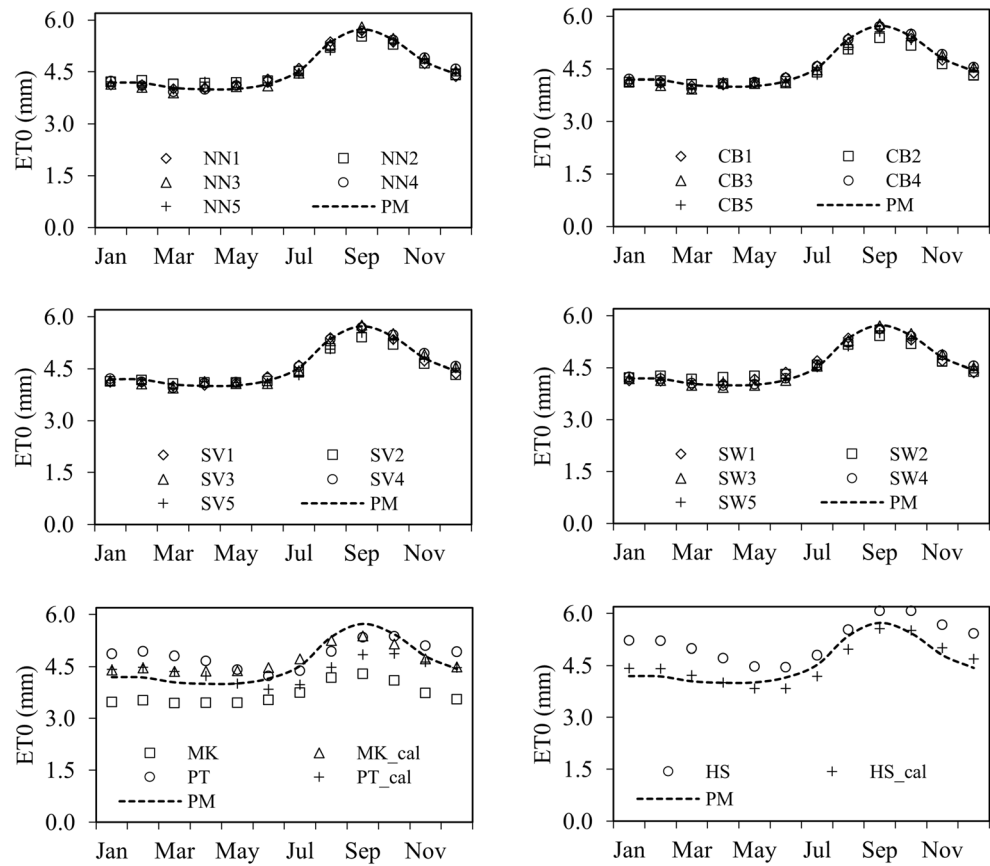 6.0
4.5
3.0
1.5
0.0
ET0 (mm)
NN1 NN2
NN3 NN4
NN5 PM
Jan Mar May Jul Sep Nov
6.0
4.5
3.0
1.5
0.0
ET0 (mm)
CB1 CB2
CB3 CB4
CB5 PM
Jan Mar May Jul Sep Nov
6.0
4.5
3.0
1.5
0.0
ET0 (mm)
SV1 SV2
SV3 SV4
SV5 PM
Jan Mar May Jul Sep Nov
6.0
4.5
3.0
1.5
0.0
ET0 (mm)
SW1 SW2
SW3 SW4
SW5 PM
Jan Mar May Jul Sep Nov
6.0
4.5
3.0
1.5
0.0
ET0 (mm)
MK MK_cal
PT PT_cal
PM
Jan Mar May Jul Sep Nov
6.0
4.5
3.0
1.5
0.0
ET0 (mm)
HS HS_cal
PM
Jan Mar May Jul Sep Nov